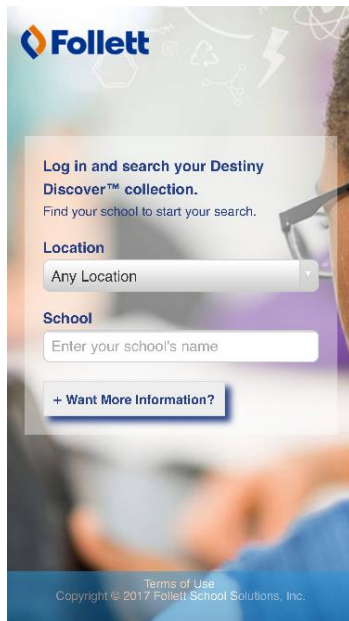 Follett
Log in and search your Destiny
Discover™ collection.
Find your school to start your search.
Location
Any Location
School
Enter your school's name
+ Want More Information?
Terms of Use
Copyright © 2017 Follett School Solutions, Inc.